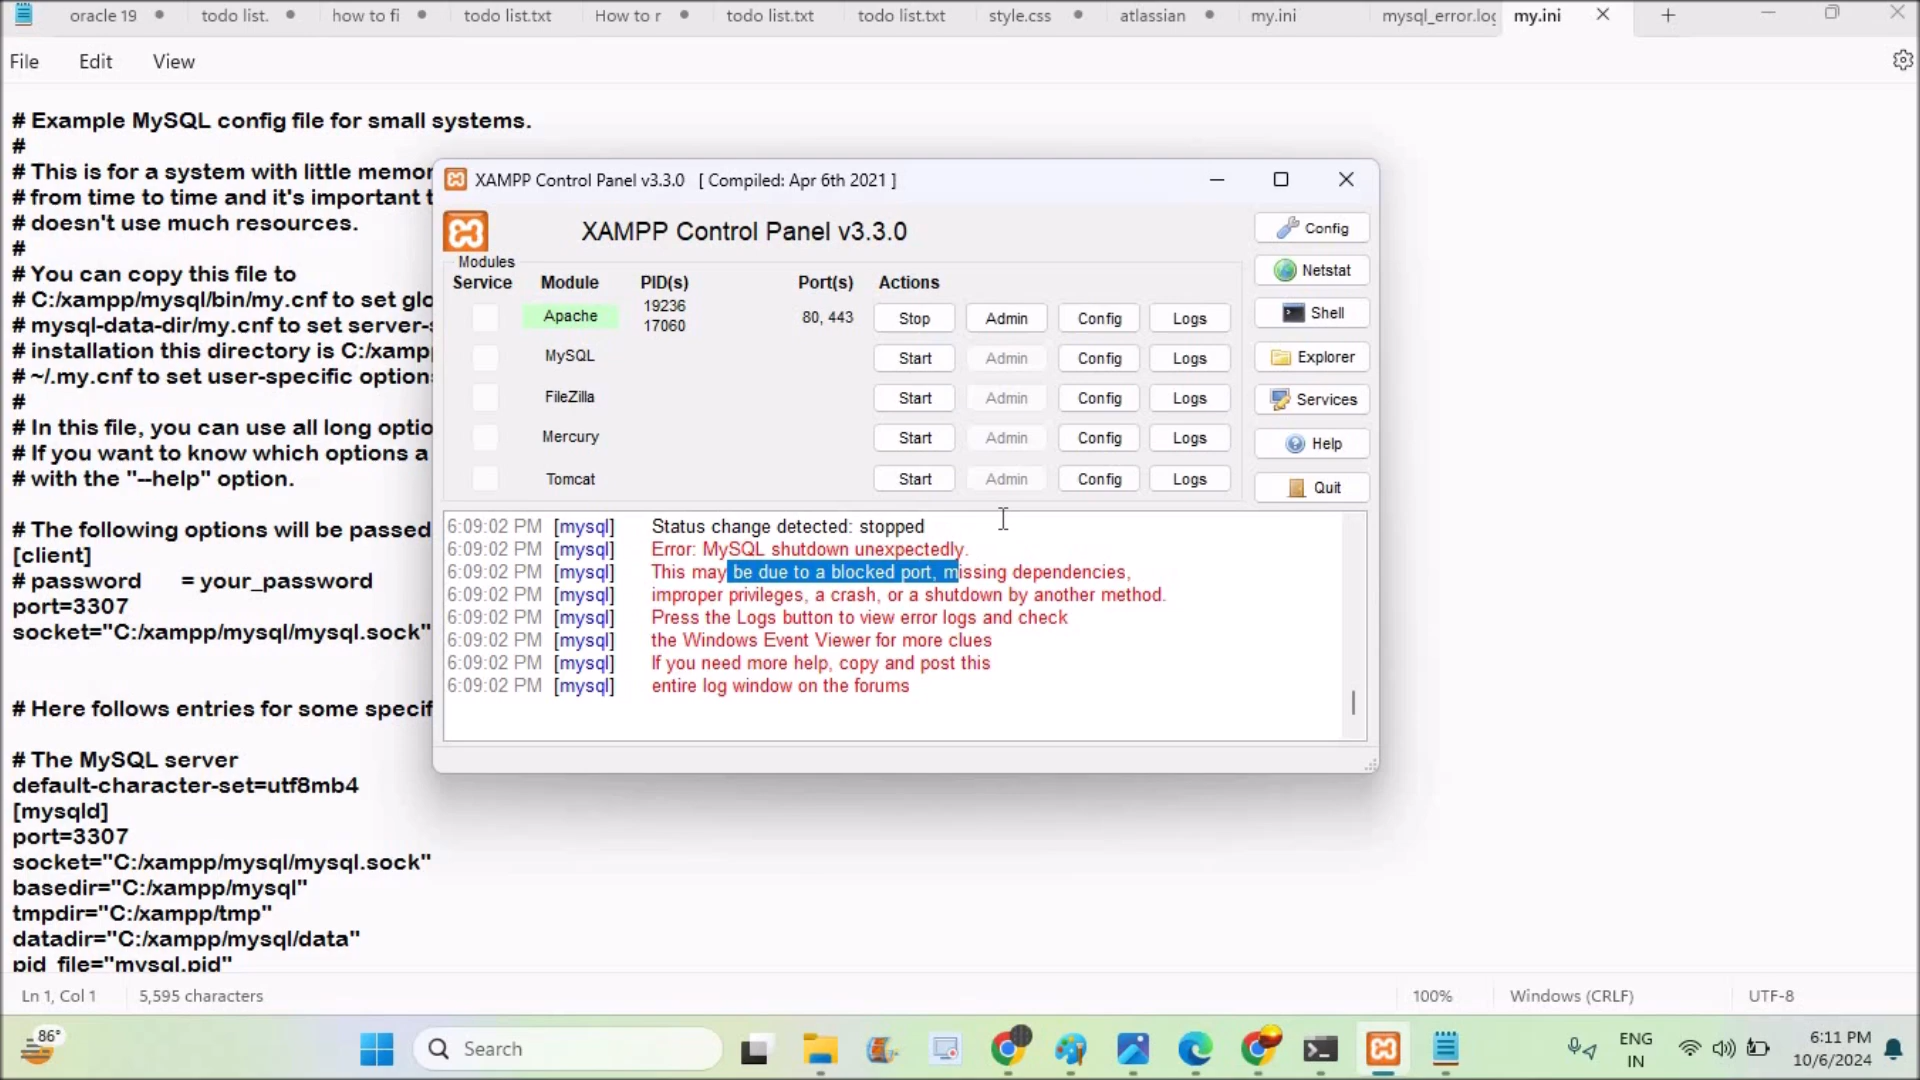 oracle 19
todo list.
how to fi
todo list.txt
How to r
todo list.txt
todo list.txt
style.css
atlassian
my.ini
mysql_error.log
my.ini
File Edit View
# Example MySQL config file for small systems.
#
# This is for a system with little memor
# from time to time and it's important t
# doesn't use much resources.
#
# You can copy this file to
# C:/xampp/mysql/bin/my.cnf to set glo
# mysql-data-dir/my.cnf to set server-s
# installation this directory is C:/xamp
# ~/.my.cnf to set user-specific option
#
# In this file, you can use all long optio
# If you want to know which options a
# with the "--help" option.
# The following options will be passed
[client]
# password = your_password
port=3307
socket="C:/xampp/mysql/mysql.sock"
# Here follows entries for some specif
# The MySQL server
default-character-set=utf8mb4
[mysqld]
port=3307
socket="C:/xampp/mysql/mysql.sock"
basedir="C:/xampp/mysql"
tmpdir="C:/xampp/tmp"
datadir="C:/xampp/mysql/data"
pid_file="mysql.pid"
XAMPP Control Panel v3.3.0 [ Compiled: Apr 6th 2021 ]
XAMPP Control Panel v3.3.0
Modules
Service Module PID(s) Port(s) Actions
Apache 19236 17060 80, 443 Stop Admin Config Logs
MySQL Start Admin Config Logs
FileZilla Start Admin Config Logs
Mercury Start Admin Config Logs
Tomcat Start Admin Config Logs
Config
Netstat
Shell
Explorer
Services
Help
Quit
6:09:02 PM [mysql] Status change detected: stopped
6:09:02 PM [mysql] Error: MySQL shutdown unexpectedly.
6:09:02 PM [mysql] This may be due to a blocked port, missing dependencies,
6:09:02 PM [mysql] improper privileges, a crash, or a shutdown by another method.
6:09:02 PM [mysql] Press the Logs button to view error logs and check
6:09:02 PM [mysql] the Windows Event Viewer for more clues
6:09:02 PM [mysql] If you need more help, copy and post this
6:09:02 PM [mysql] entire log window on the forums
Ln 1, Col 1 5,595 characters 100% Windows (CRLF) UTF-8
86°
Search
ENG
IN
6:11 PM
10/6/2024